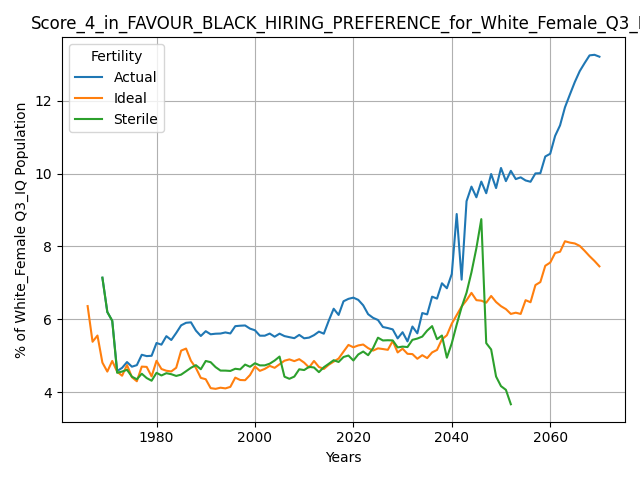 Score_4_in_FAVOUR_BLACK_HIRING_PREFERENCE_for_White_Female_Q3_I
Fertility
Actual
Ideal
Sterile
% of White_Female Q3_IQ Population
12
10
8
6
4
1980 2000 2020 2040 2060
Years